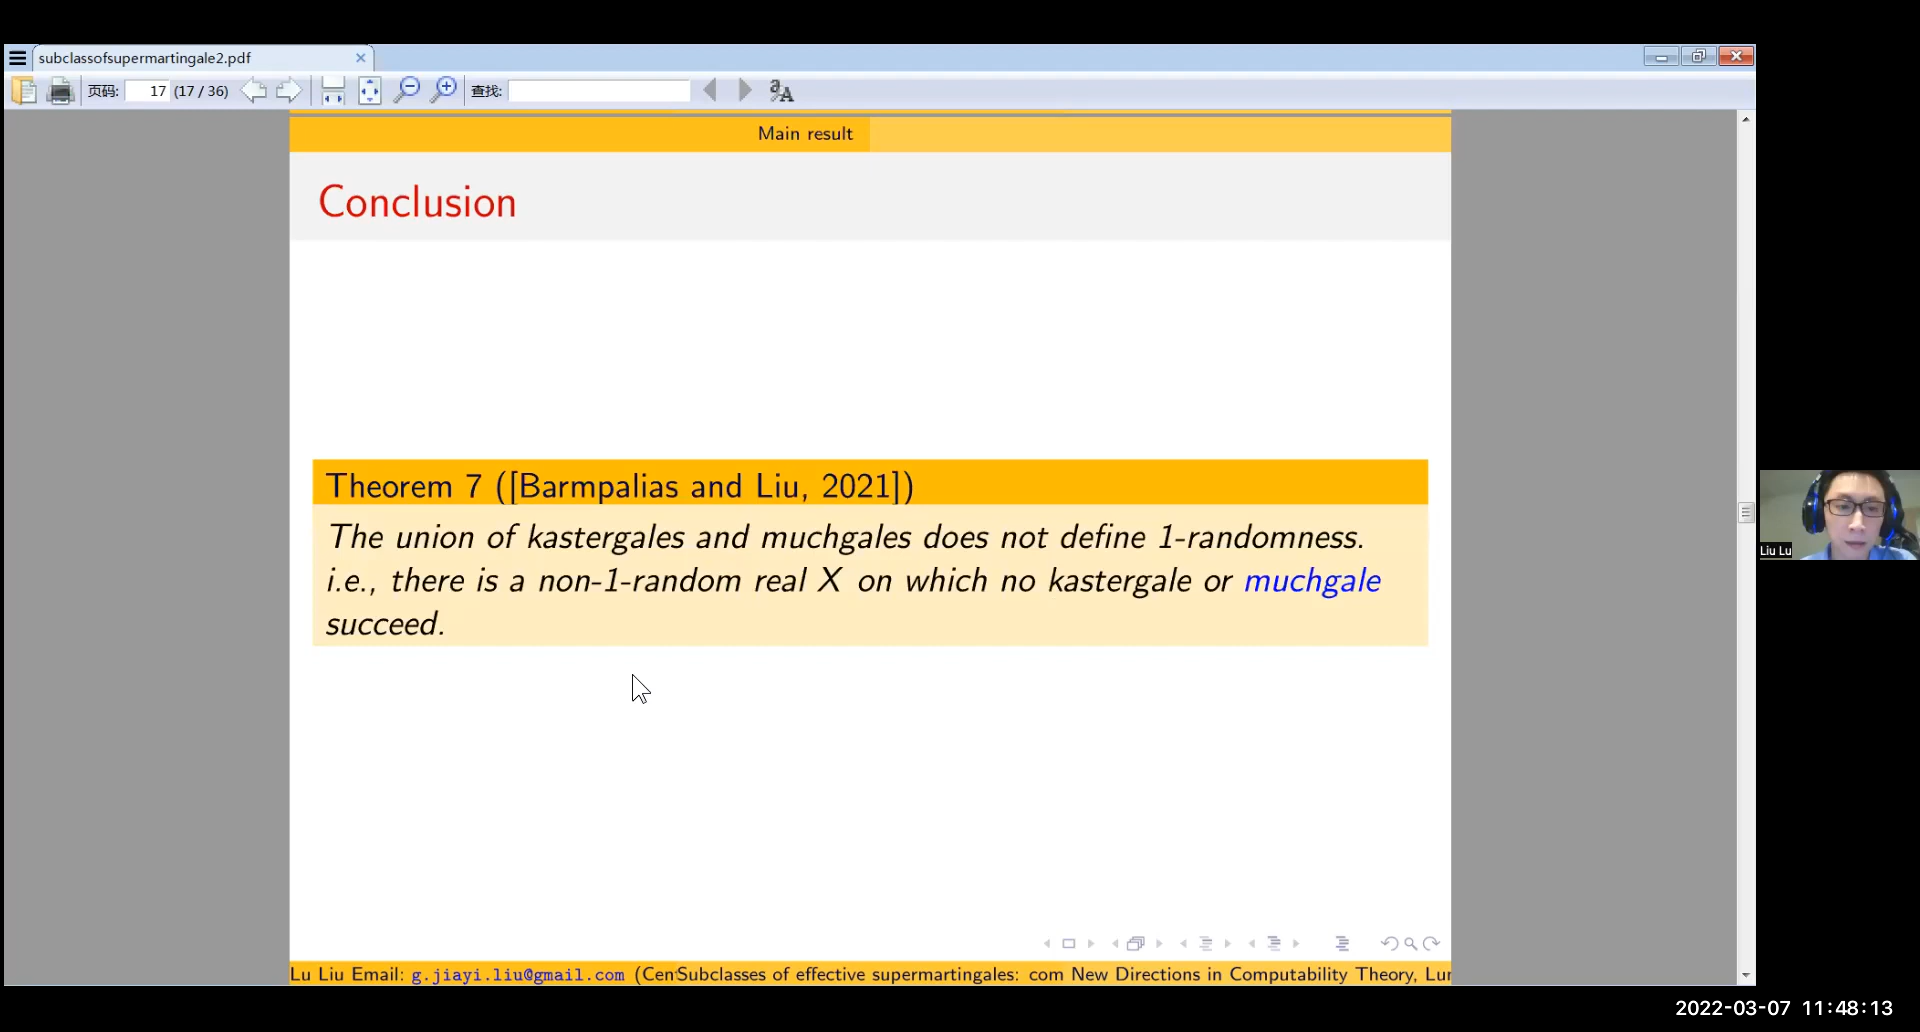 subclassofsupermartingale2.pdf
页码: 17 (17 / 36) 查找:
Main result
Conclusion
Theorem 7 ([Barmpalias and Liu, 2021])
The union of kastergales and muchgales does not define 1-randomness.
i.e., there is a non-1-random real X on which no kastergale or muchgale
succeed.
Liu Lu
Lu Liu Email: g.jiayi.liu@gmail.com (Cen Subclasses of effective supermartingales: com New Directions in Computability Theory, Lu
2022-03-07 11:48:13